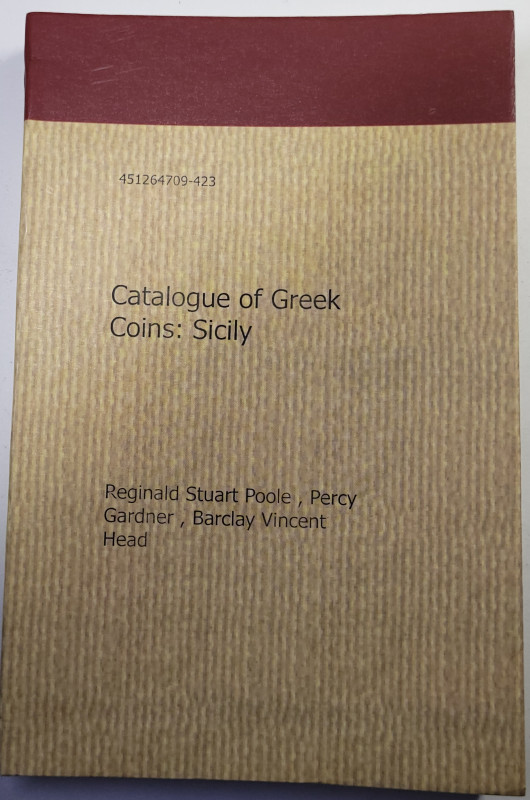 451264709-423
Catalogue of Greek
Coins: Sicily
Reginald Stuart Poole , Percy
Gardner , Barclay Vincent
Head